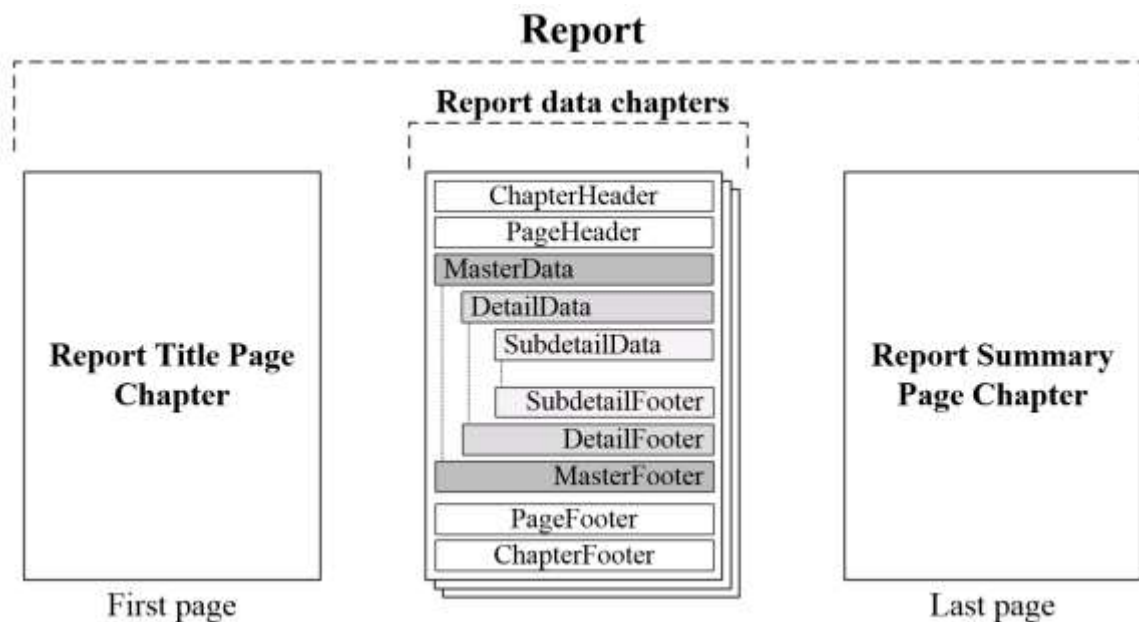 Report
Report data chapters
Report Title Page
Chapter
First page
ChapterHeader
PageHeader
MasterData
DetailData
SubdetailData
SubdetailFooter
DetailFooter
MasterFooter
PageFooter
ChapterFooter
Report Summary
Page Chapter
Last page